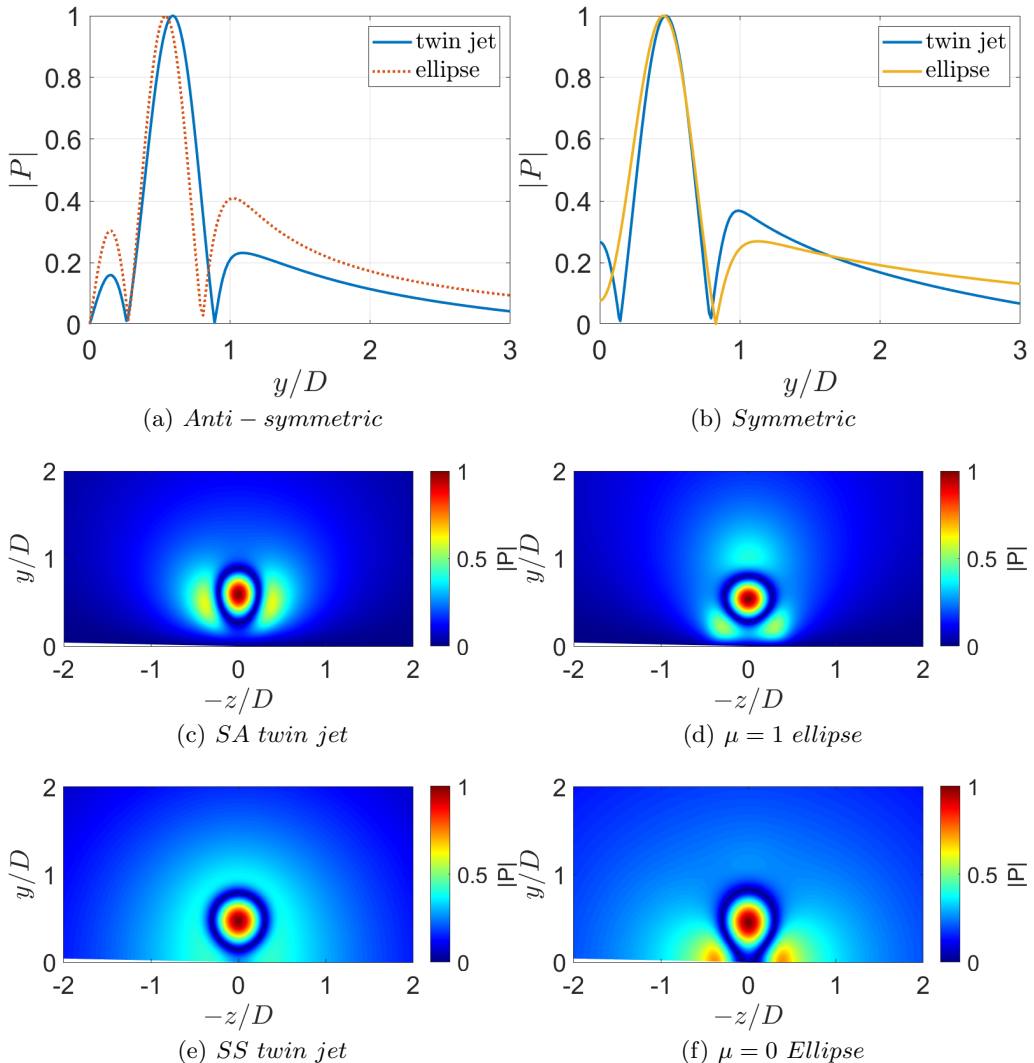 twin jet
ellipse
1
0.8
0.6
0.4
0.2
0
|P|
0 1 2 3
y/D
(a) Anti − symmetric
twin jet
ellipse
1
0.8
0.6
0.4
0.2
0
|P|
0 1 2 3
y/D
(b) Symmetric
2
1
0
y/D
-2 -1 0 1 2
−z/D
1
0.5
0
|P|
(c) SA twin jet
2
1
0
y/D
-2 -1 0 1 2
−z/D
1
0.5
0
|P|
(d) μ = 1 ellipse
2
1
0
y/D
-2 -1 0 1 2
−z/D
1
0.5
0
|P|
(e) SS twin jet
2
1
0
y/D
-2 -1 0 1 2
−z/D
1
0.5
0
|P|
(f) μ = 0 Ellipse